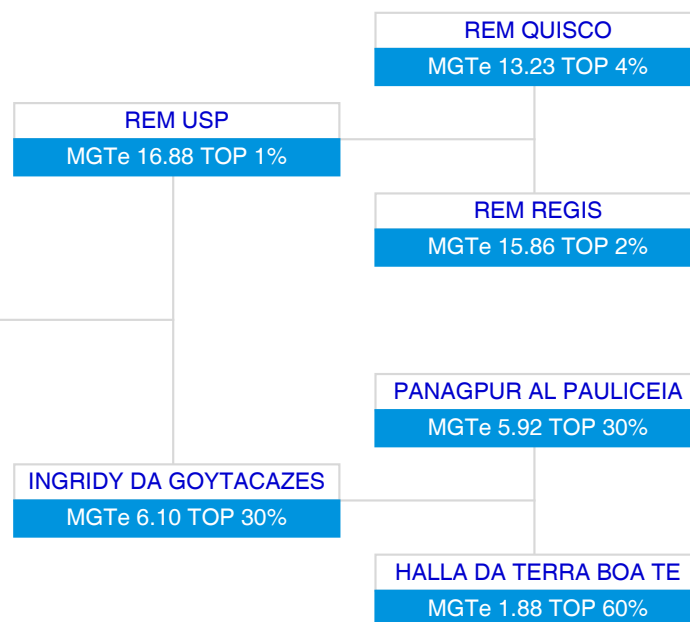 REM QUISCO
MGTe 13.23 TOP 4%
REM USP
MGTe 16.88 TOP 1%
REM REGIS
MGTe 15.86 TOP 2%
PANAGPUR AL PAULICEIA
MGTe 5.92 TOP 30%
INGRIDY DA GOYTACAZES
MGTe 6.10 TOP 30%
HALLA DA TERRA BOA TE
MGTe 1.88 TOP 60%